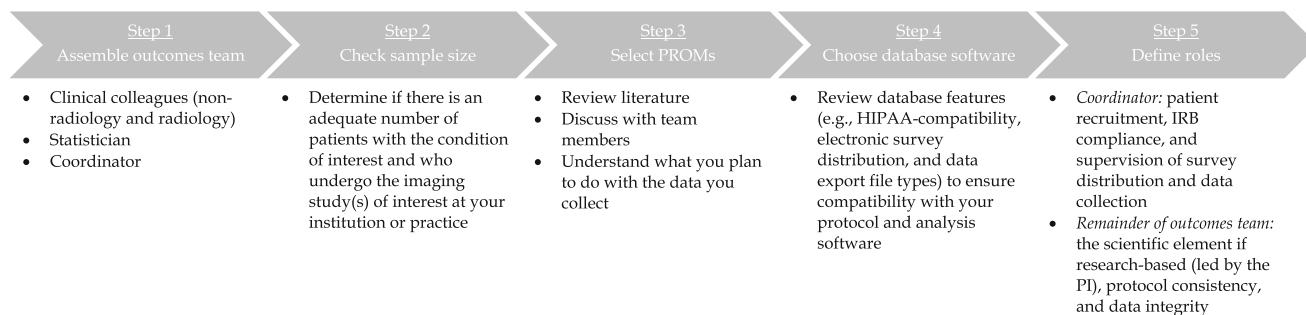 Step 1
Assemble outcomes team
• Clinical colleagues (non-
radiology and radiology)
• Statistician
• Coordinator
Step 2
Check sample size
• Determine if there is an
adequate number of
patients with the condition
of interest and who
undergo the imaging
study(s) of interest at your
institution or practice
Step 3
Select PROMs
• Review literature
• Discuss with team
members
• Understand what you plan
to do with the data you
collect
Step 4
Choose database software
• Review database features
(e.g., HIPAA-compatibility,
electronic survey
distribution, and data
export file types) to ensure
compatibility with your
protocol and analysis
software
Step 5
Define roles
• Coordinator: patient
recruitment, IRB
compliance, and
supervision of survey
distribution and data
collection
• Remainder of outcomes team:
the scientific element if
research-based (led by the
PI), protocol consistency,
and data integrity